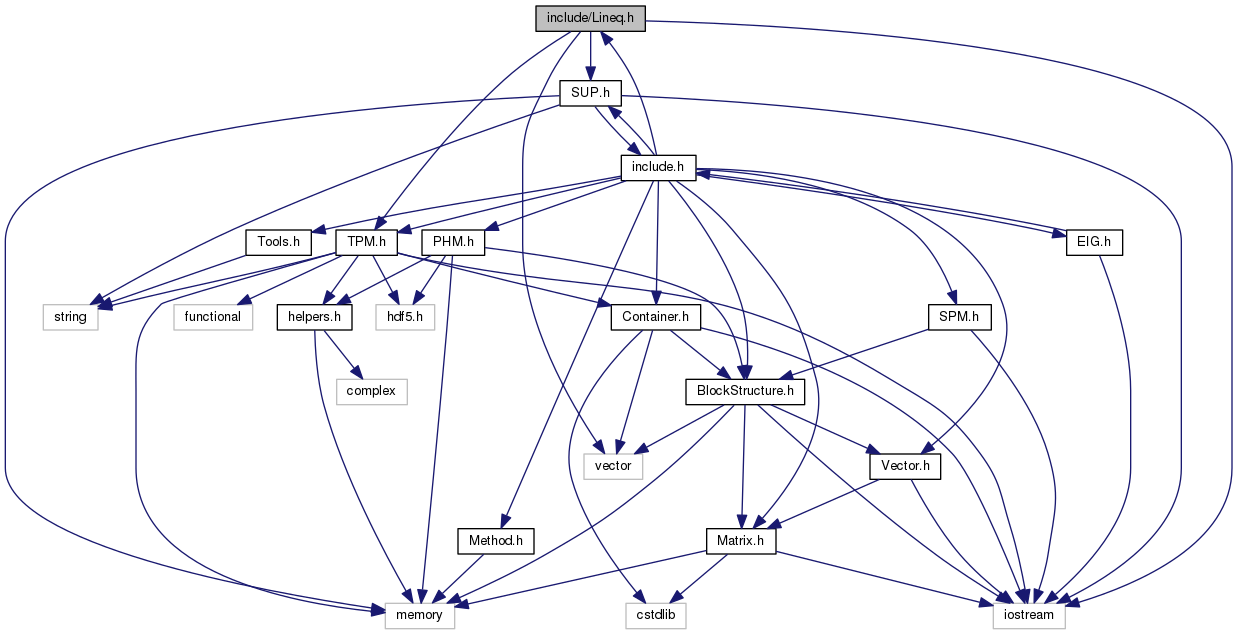 include/Lineq.h
SUP.h
include.h
Tools.h
TPM.h
PHM.h
EIG.h
string
functional
helpers.h
hdf5.h
Container.h
SPM.h
complex
BlockStructure.h
vector
Vector.h
Method.h
Matrix.h
memory
cstdlib
iostream